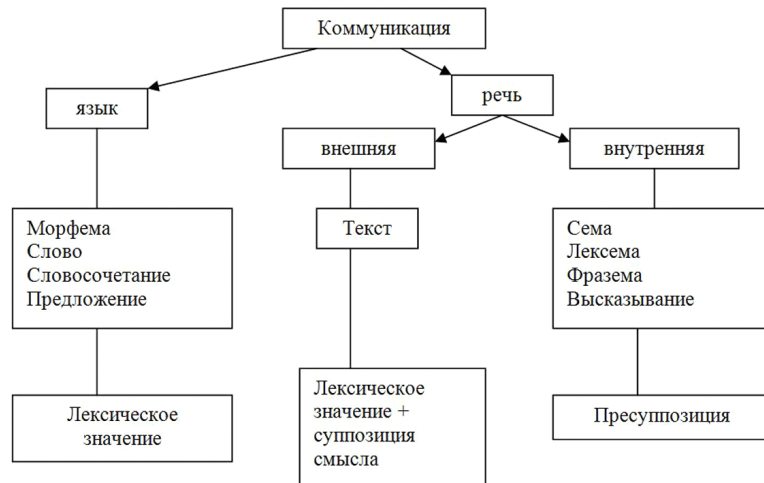 Коммуникация
язык
речь
внешняя
внутренняя
Морфема
Слово
Словосочетание
Предложение
Текст
Сема
Лексема
Фразема
Высказывание
Лексическое
значение
Лексическое
значение +
суппозиция
смысла
Пресуппозиция